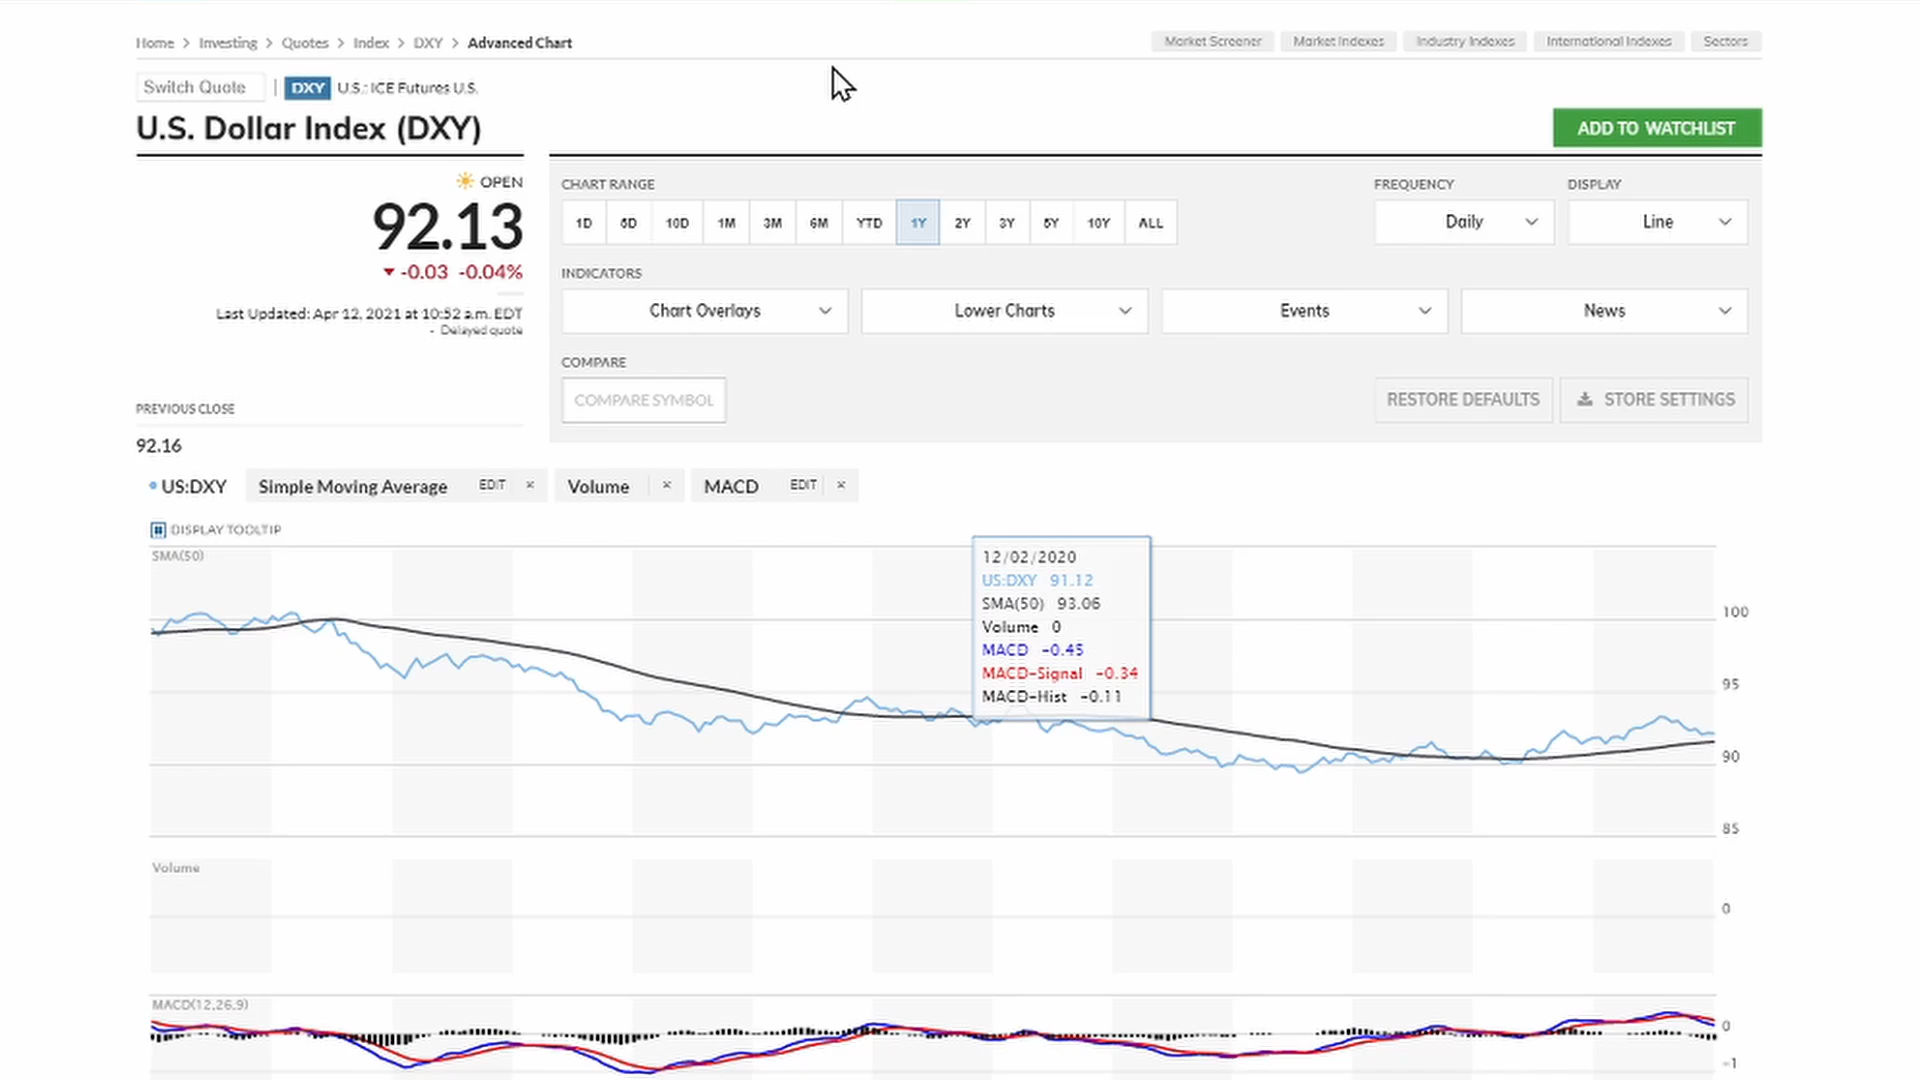 Home > Investing > Quotes > Index > DXY > Advanced Chart
Market Screener Market Indexes Industry Indexes International Indexes Sectors
Switch Quote | DXY U.S.: ICE Futures U.S.
U.S. Dollar Index (DXY)
ADD TO WATCHLIST
OPEN
92.13
-0.03 -0.04%
Last Updated: Apr 12, 2021 at 10:52 a.m. EDT
- Delayed quote
PREVIOUS CLOSE
92.16
CHART RANGE
1D 5D 10D 1M 3M 6M YTD 1Y 2Y 3Y 5Y 10Y ALL
FREQUENCY
Daily
DISPLAY
Line
INDICATORS
Chart Overlays Lower Charts Events News
COMPARE
COMPARE SYMBOL
RESTORE DEFAULTS STORE SETTINGS
US:DXY Simple Moving Average EDIT × Volume × MACD EDIT ×
DISPLAY TOOLTIP
SMA(50)
12/02/2020
US:DXY 91.12
SMA(50) 93.06
Volume 0
MACD -0.45
MACD-Signal -0.34
MACD-Hist -0.11
100
95
90
85
Volume
0
MACD(12,26,9)
0
-1